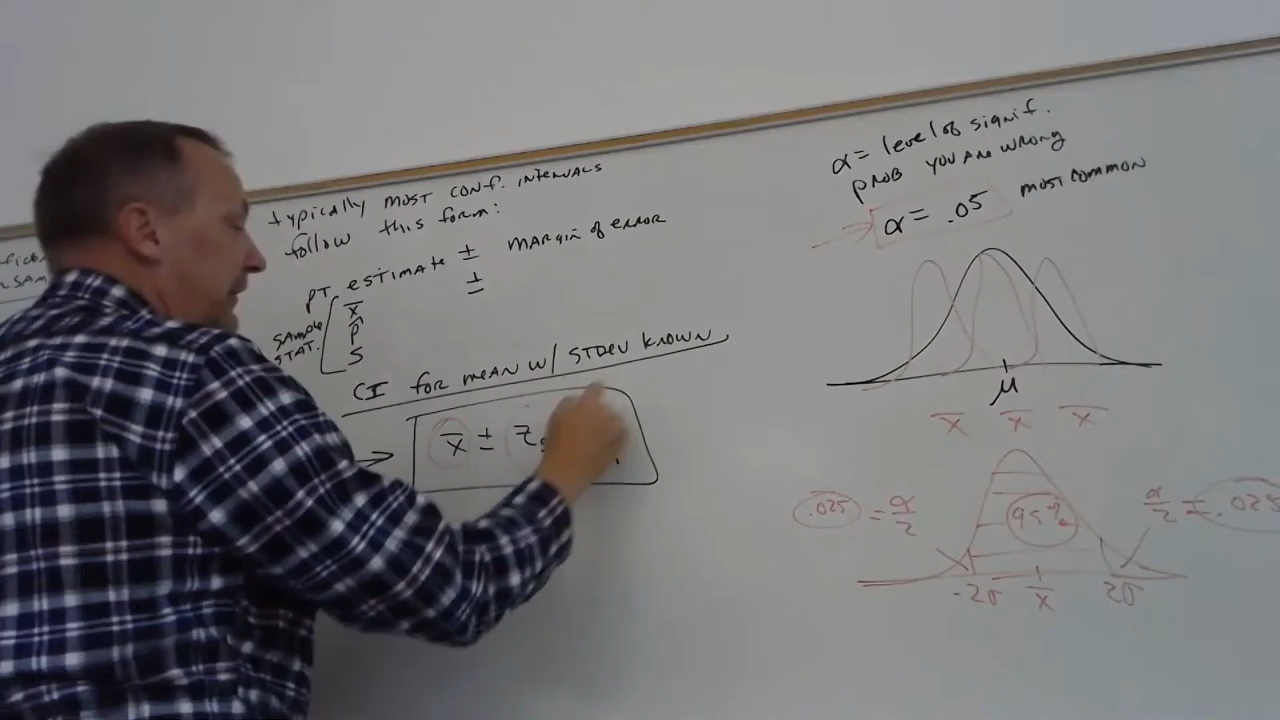 typically most conf. intervals
follow this form:
PT. estimate ± margin of error
±
sample
stat.
x̄
p̂
s
CI for mean w/ STDEV known
x̄ ± z
α = level of signif.
prob you are wrong
α = .05 most common
μ
x̄ x̄ x̄
.025 = α/2
95%
α/2 = .025
-2σ x̄ 2σ